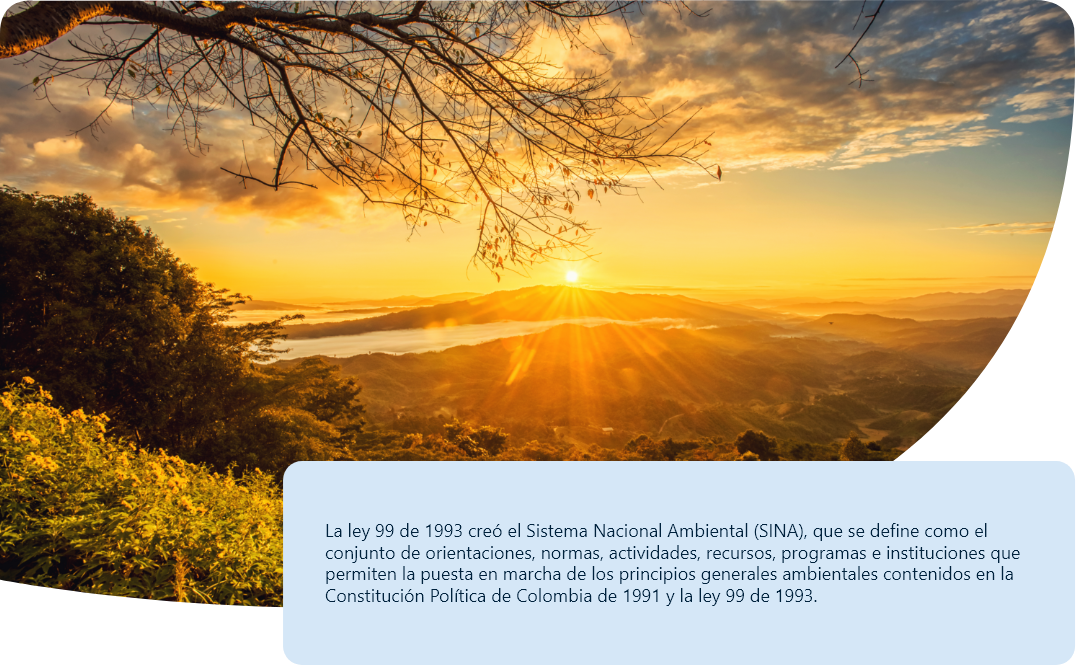 La ley 99 de 1993 creó el Sistema Nacional Ambiental (SINA), que se define como el
conjunto de orientaciones, normas, actividades, recursos, programas e instituciones que
permiten la puesta en marcha de los principios generales ambientales contenidos en la
Constitución Política de Colombia de 1991 y la ley 99 de 1993.